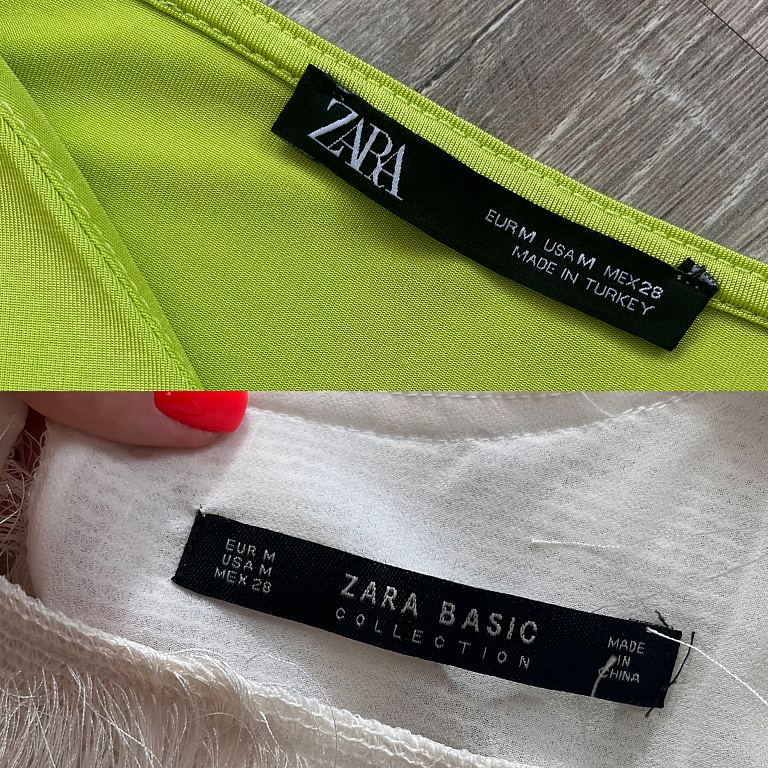 ZARA
EUR M USA M MEX 28
MADE IN TURKEY
EUR M
USA M
MEX 28
ZARA BASIC
COLLECTION
MADE
IN
CHINA